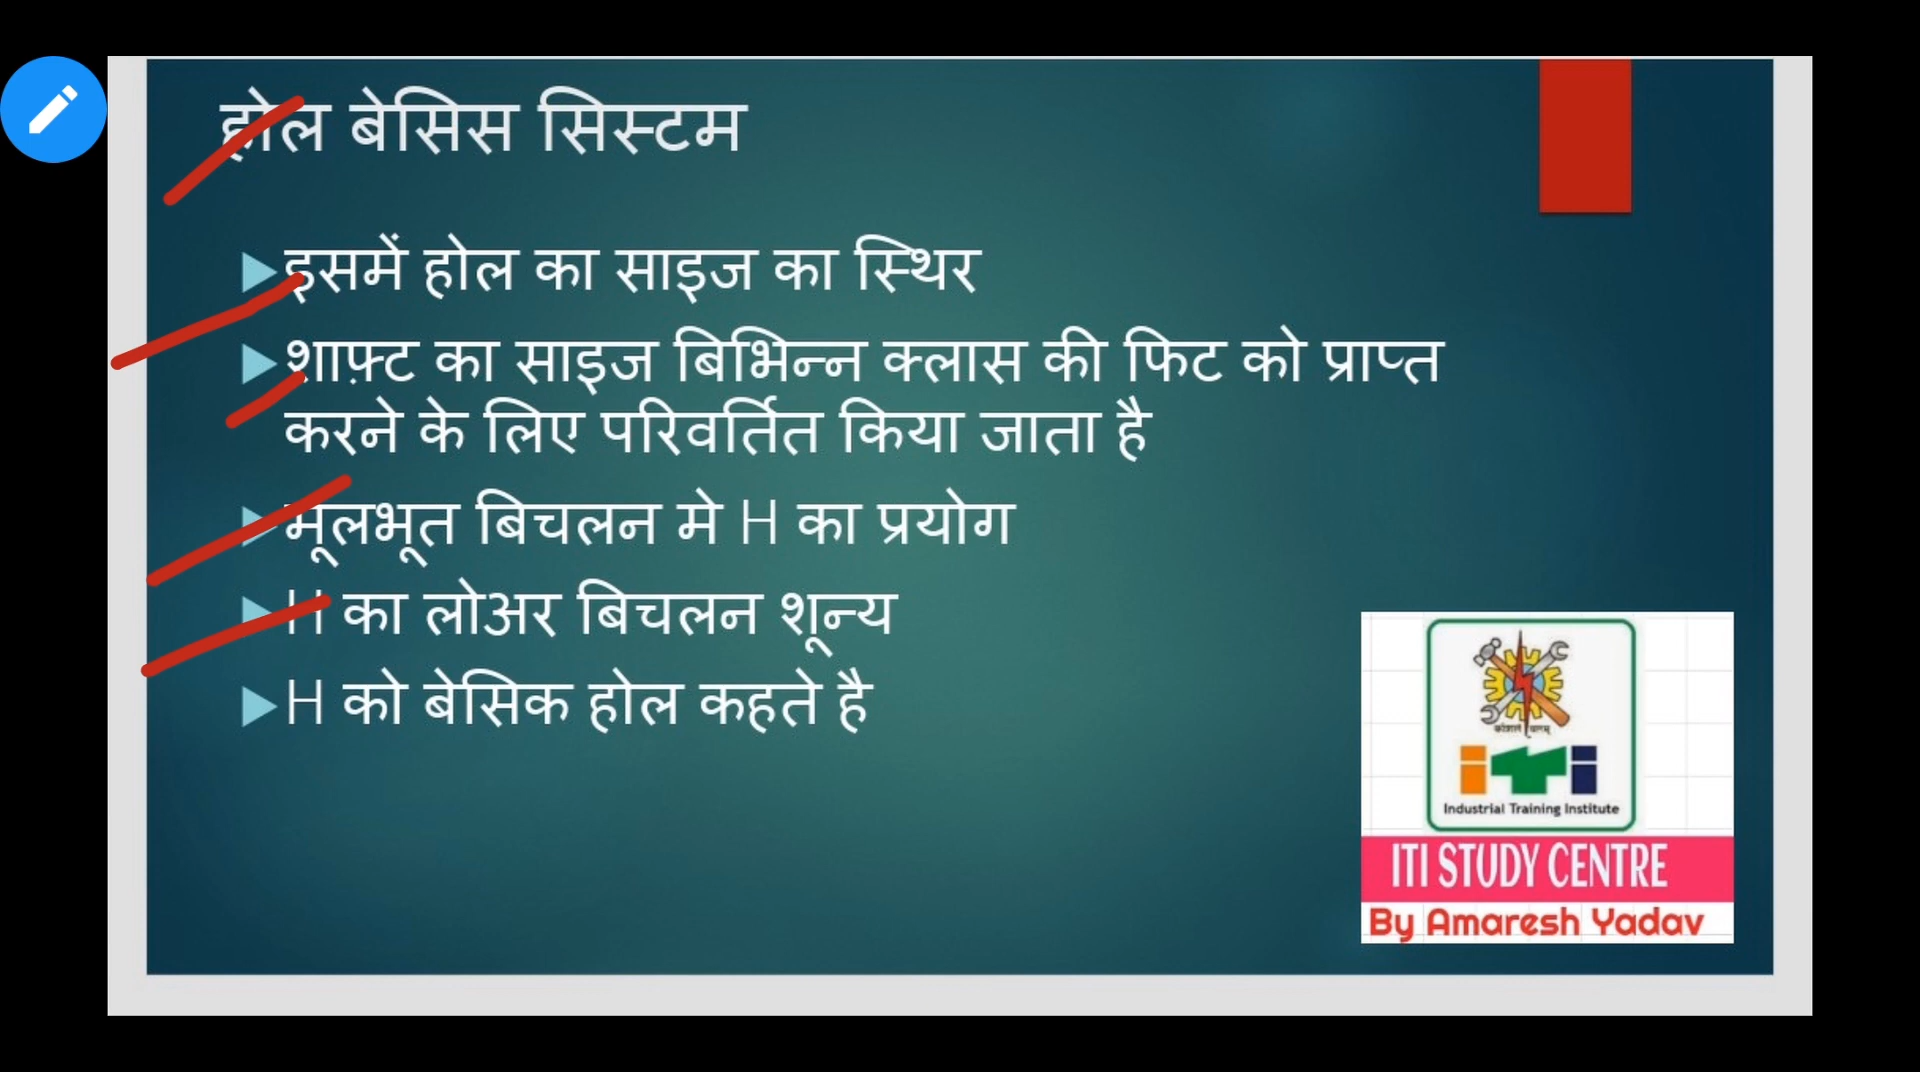 होल बेसिस सिस्टम
इसमें होल का साइज का स्थिर
शाफ़्ट का साइज बिभिन्न क्लास की फिट को प्राप्त
करने के लिए परिवर्तित किया जाता है
मूलभूत बिचलन मे H का प्रयोग
H का लोअर बिचलन शून्य
H को बेसिक होल कहते है
iTi
Industrial Training Institute
ITI STUDY CENTRE
By Amaresh Yadav